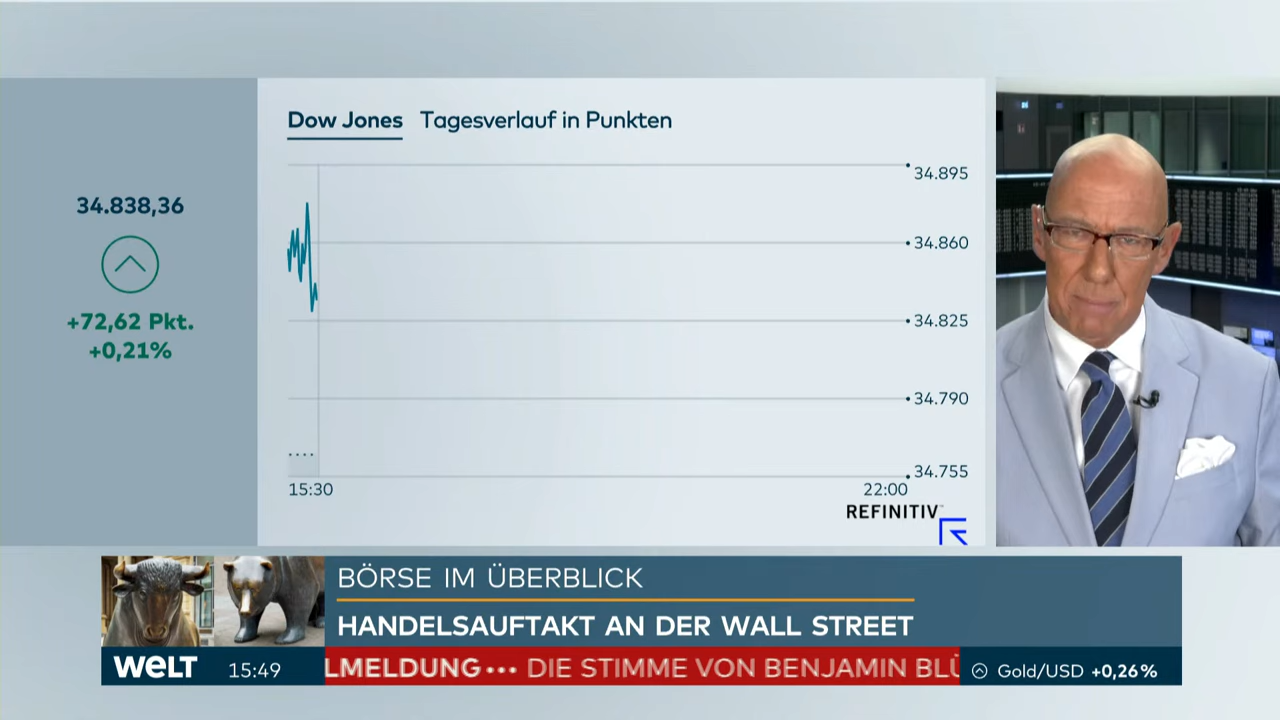 Dow Jones Tagesverlauf in Punkten
34.838,36
+72,62 Pkt.
+0,21%
34.895
34.860
34.825
34.790
34.755
15:30 22:00
REFINITIV
BÖRSE IM ÜBERBLICK
HANDELSAUFTAKT AN DER WALL STREET
welt 15:49 LMELDUNG ••• DIE STIMME VON BENJAMIN BLÜ Gold/USD +0,26%